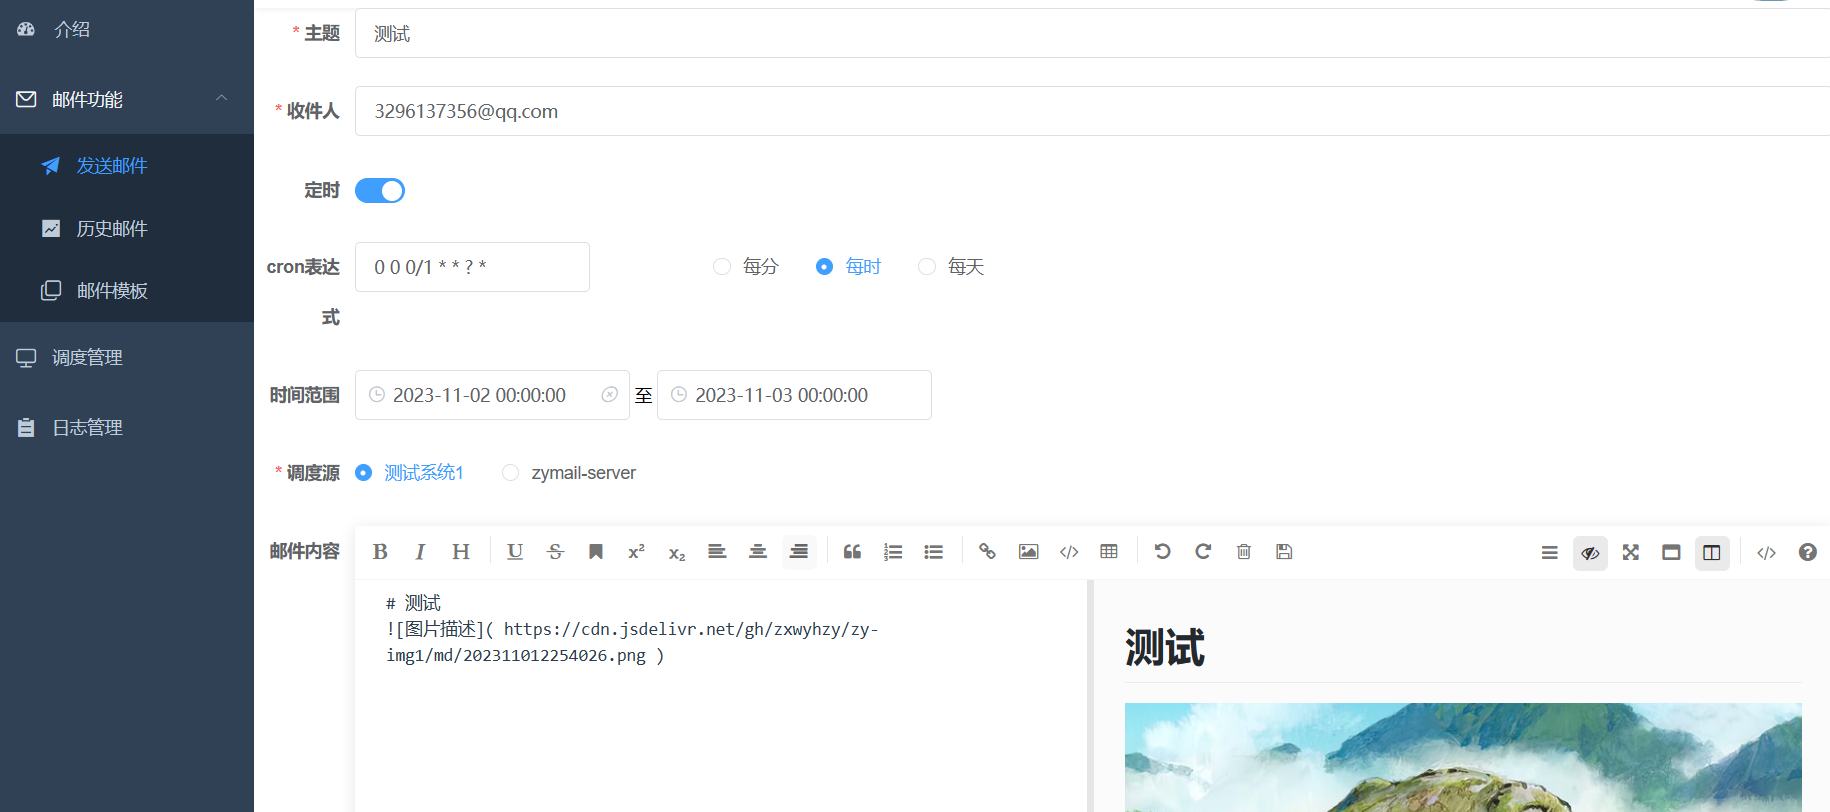 介绍
邮件功能
发送邮件
历史邮件
邮件模板
调度管理
日志管理
* 主题 测试
* 收件人 3296137356@qq.com
定时
cron表达式 0 0 0/1 * * ? * 每分 每时 每天
时间范围 2023-11-02 00:00:00 至 2023-11-03 00:00:00
* 调度源 测试系统1 zymail-server
邮件内容 B I H U S x² x₂
# 测试
![图片描述]( https://cdn.jsdelivr.net/gh/zxwyhzy/zy-
img1/md/202311012254026.png )
测试